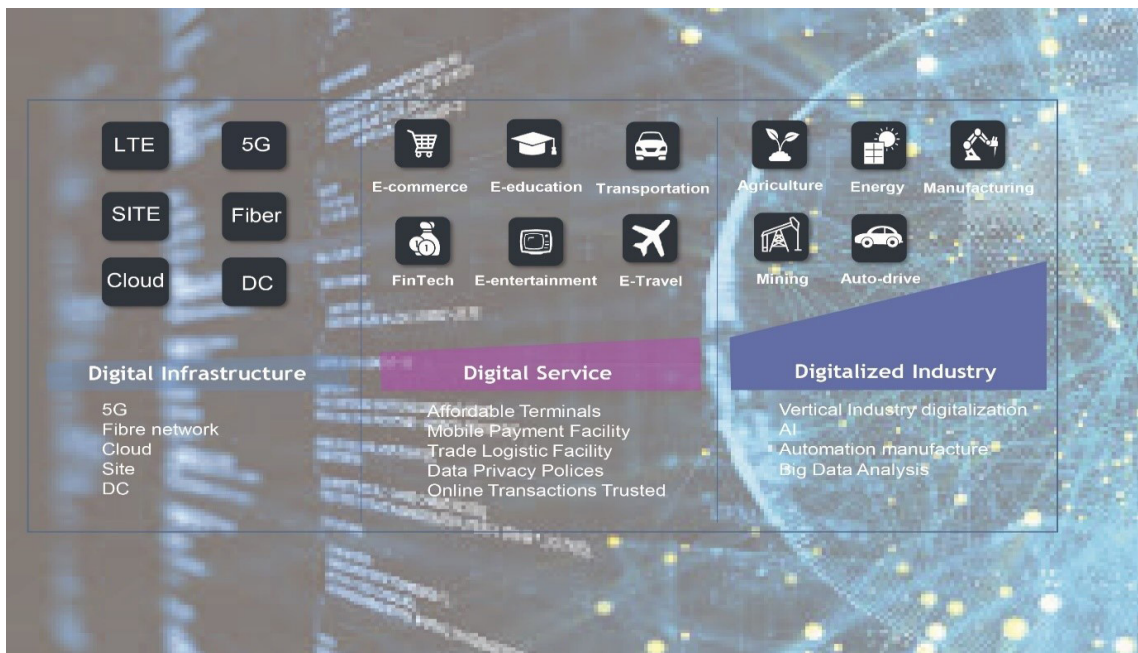 LTE
5G
SITE
Fiber
Cloud
DC
E-commerce
E-education
Transportation
FinTech
E-entertainment
E-Travel
Agriculture
Energy
Manufacturing
Mining
Auto-drive
Digital Infrastructure
5G
Fibre network
Cloud
Site
DC
Digital Service
Affordable Terminals
Mobile Payment Facility
Trade Logistic Facility
Data Privacy Polices
Online Transactions Trusted
Digitalized Industry
Vertical Industry digitalization
AI
Automation manufacture
Big Data Analysis